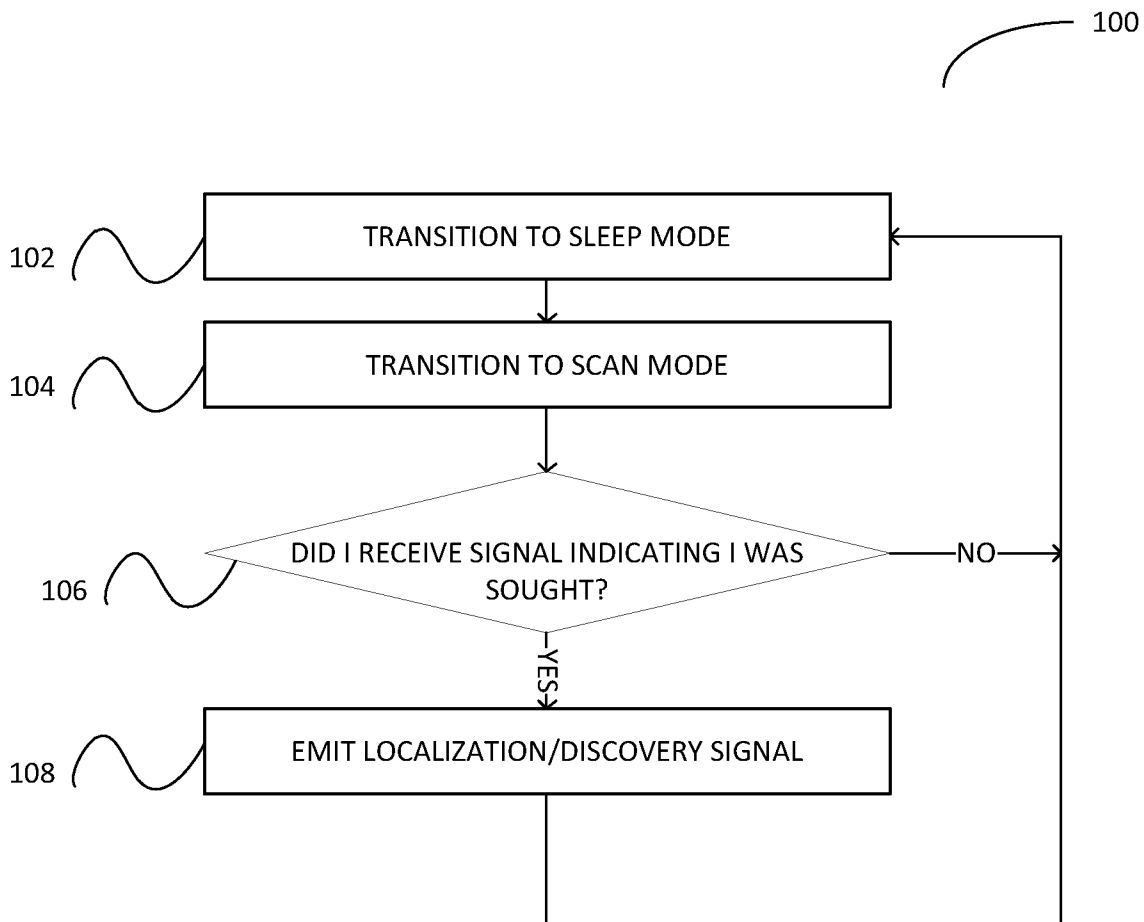 100
102
TRANSITION TO SLEEP MODE
104
TRANSITION TO SCAN MODE
106
DID I RECEIVE SIGNAL INDICATING I WAS
SOUGHT?
NO
YES
108
EMIT LOCALIZATION/DISCOVERY SIGNAL